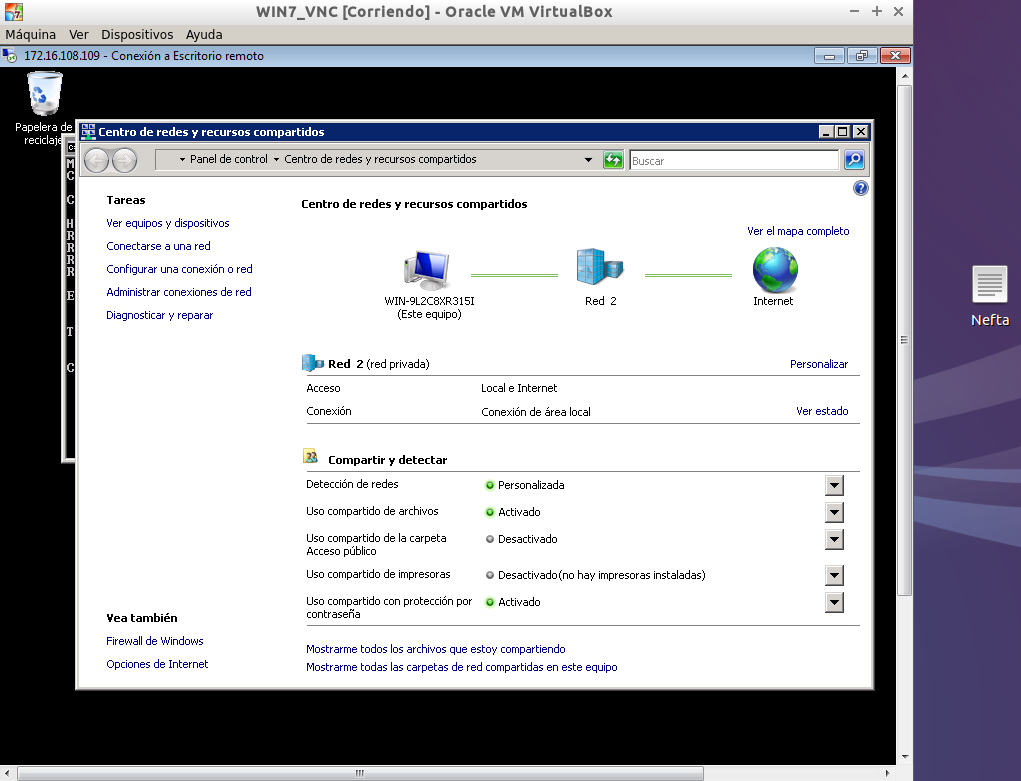 WIN7_VNC [Corriendo] - Oracle VM VirtualBox
Máquina Ver Dispositivos Ayuda
172.16.108.109 - Conexión a Escritorio remoto
Papelera de
reciclaje
Centro de redes y recursos compartidos
Panel de control Centro de redes y recursos compartidos
Buscar
Tareas
Ver equipos y dispositivos
Conectarse a una red
Configurar una conexión o red
Administrar conexiones de red
Diagnosticar y reparar
Vea también
Firewall de Windows
Opciones de Internet
Centro de redes y recursos compartidos
Ver el mapa completo
WIN-9L2C8XR315I
(Este equipo)
Red 2
Internet
Red 2 (red privada) Personalizar
Acceso Local e Internet
Conexión Conexión de área local Ver estado
Compartir y detectar
Detección de redes Personalizada
Uso compartido de archivos Activado
Uso compartido de la carpeta Desactivado
Acceso público
Uso compartido de impresoras Desactivado(no hay impresoras instaladas)
Uso compartido con protección por Activado
contraseña
Mostrarme todos los archivos que estoy compartiendo
Mostrarme todas las carpetas de red compartidas en este equipo
Nefta